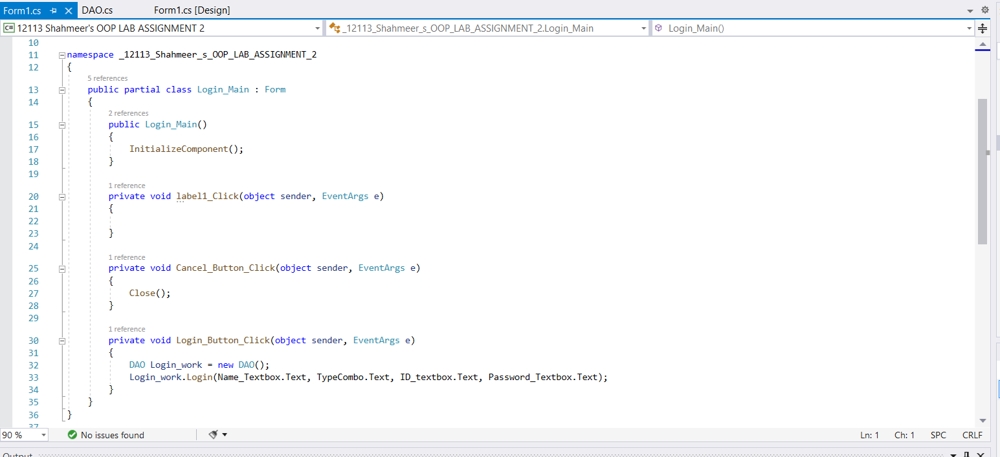 Form1.cs DAO.cs Form1.cs [Design]
C# 12113 Shahmeer's OOP LAB ASSIGNMENT 2 _12113_Shahmeer_s_OOP_LAB_ASSIGNMENT_2.Login_Main Login_Main()
10
11 namespace _12113_Shahmeer_s_OOP_LAB_ASSIGNMENT_2
12 {
5 references
13 public partial class Login_Main : Form
14 {
2 references
15 public Login_Main()
16 {
17 InitializeComponent();
18 }
19
1 reference
20 private void label1_Click(object sender, EventArgs e)
21 {
22
23 }
24
1 reference
25 private void Cancel_Button_Click(object sender, EventArgs e)
26 {
27 Close();
28 }
29
1 reference
30 private void Login_Button_Click(object sender, EventArgs e)
31 {
32 DAO Login_work = new DAO();
33 Login_work.Login(Name_Textbox.Text, TypeCombo.Text, ID_textbox.Text, Password_Textbox.Text);
34 }
35 }
36 }
37
90 % No issues found Ln: 1 Ch: 1 SPC CRLF
Output